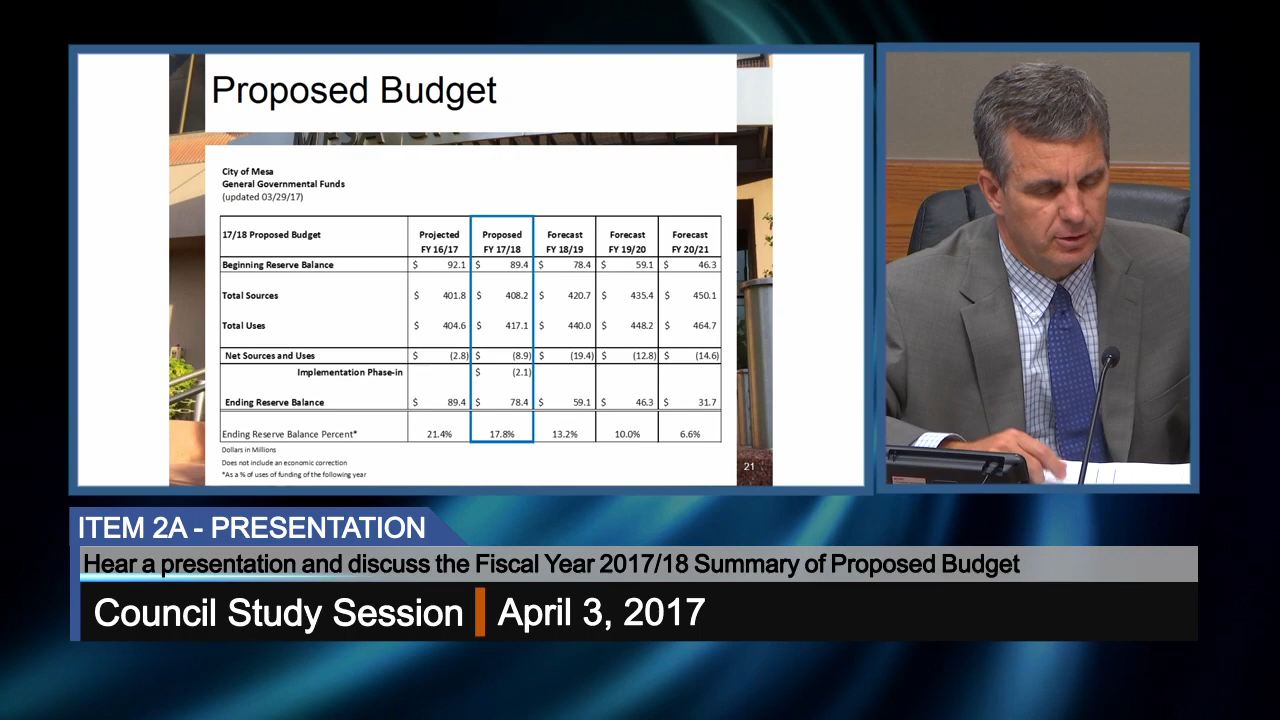 Proposed Budget
City of Mesa
General Governmental Funds
(updated 03/29/17)
17/18 Proposed Budget Projected FY 16/17 Proposed FY 17/18 Forecast FY 18/19 Forecast FY 19/20 Forecast FY 20/21
Beginning Reserve Balance $ 92.1 $ 89.4 $ 78.4 $ 59.1 $ 46.3
Total Sources $ 401.8 $ 408.2 $ 420.7 $ 435.4 $ 450.1
Total Uses $ 404.6 $ 417.1 $ 440.0 $ 448.2 $ 464.7
Net Sources and Uses $ (2.8) $ (8.9) $ (19.4) $ (12.8) $ (14.6)
Implementation Phase-in $ (2.1)
Ending Reserve Balance $ 89.4 $ 78.4 $ 59.1 $ 46.3 $ 31.7
Ending Reserve Balance Percent* 21.4% 17.8% 13.2% 10.0% 6.6%
Dollars in Millions
Does not include an economic correction
*As a % of uses of funding of the following year
21
ITEM 2A - PRESENTATION
Hear a presentation and discuss the Fiscal Year 2017/18 Summary of Proposed Budget
Council Study Session April 3, 2017